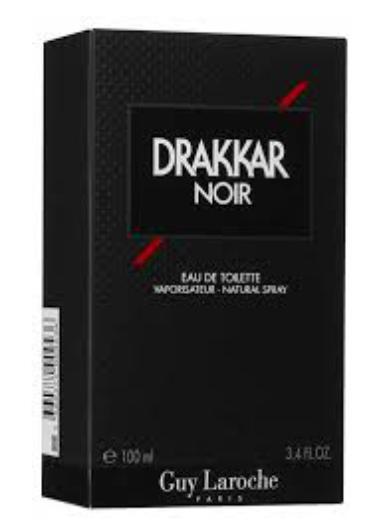 DRAKKAR
NOIR
EAU DE TOILETTE
VAPORISATEUR - NATURAL SPRAY
℮ 100 ml 3.4 FL.OZ.
Guy Laroche
PARIS